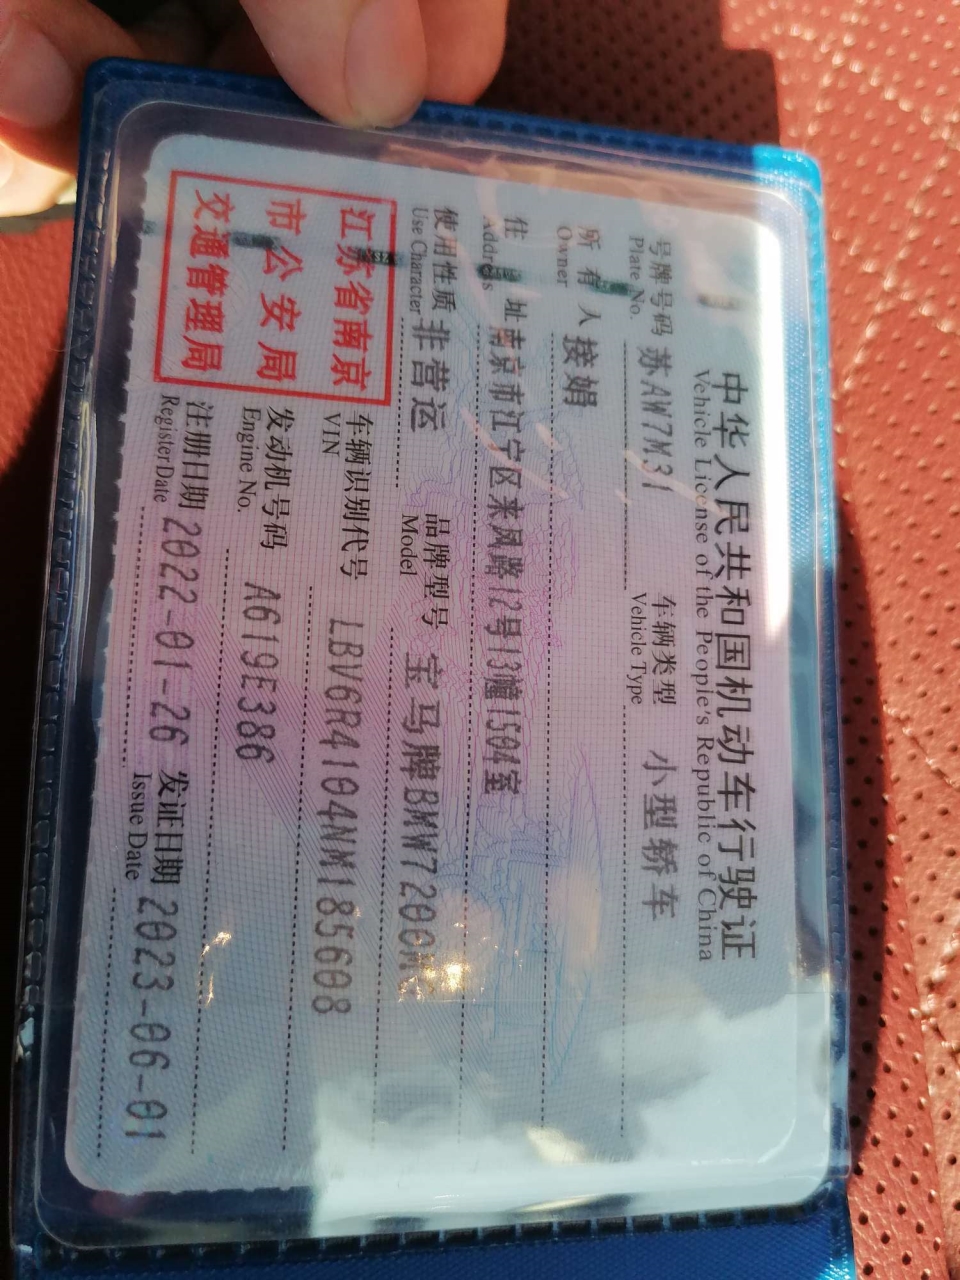 中华人民共和国机动车行驶证
Vehicle License of the People's Republic of China
号牌号码 苏AW7M31 车辆类型 小型轿车
Plate No. Vehicle Type
所有人 接娟
Owner
住址 南京市江宁区来凤路12号13幢1504室
Address
使用性质 非营运 品牌型号 宝马牌BMW7200
Use Character Model
江苏省南京
市公安局
交通管理局
车辆识别代号 LBV6R4104NM185608
VIN
发动机号码 A619E386
Engine No.
注册日期 2022-01-26 发证日期 2023-06-01
Register Date Issue Date